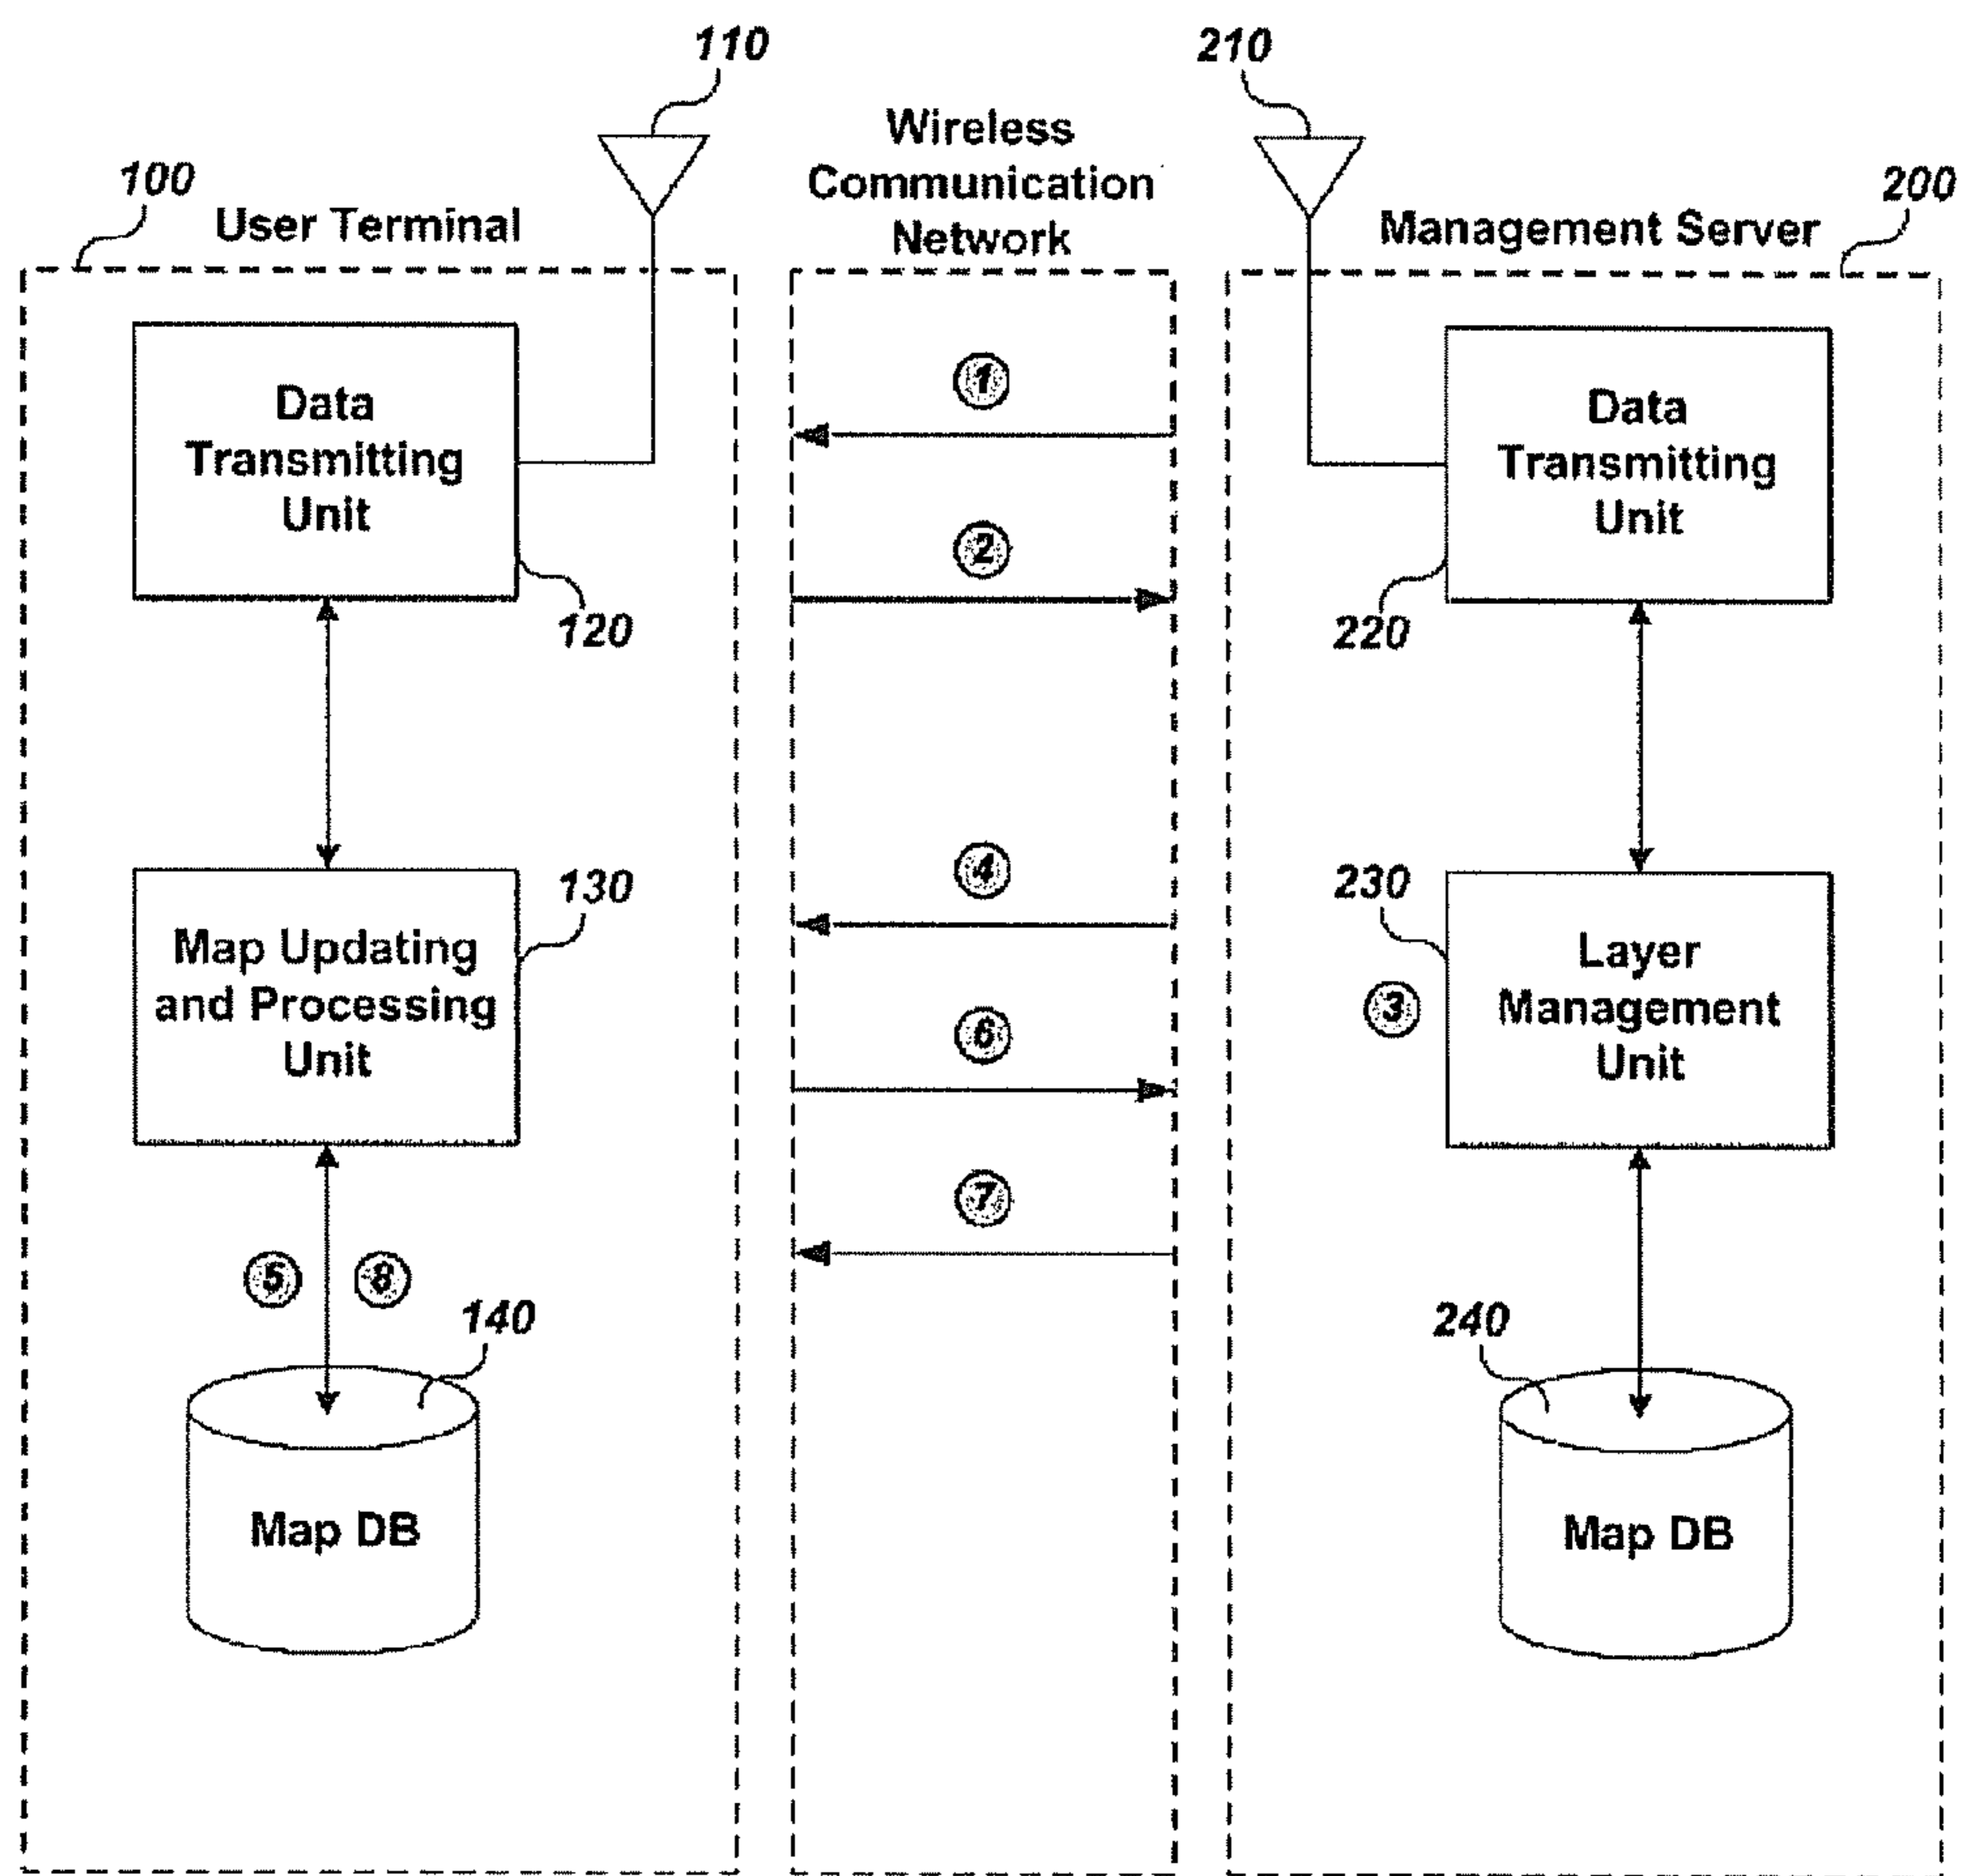 110
210
Wireless
Communication
Network
100
User Terminal
Management Server
200
Data
Transmitting
Unit
120
1
2
Data
Transmitting
Unit
220
Map Updating
and Processing
Unit
130
4
6
7
230
3
Layer
Management
Unit
5
8
140
Map DB
240
Map DB